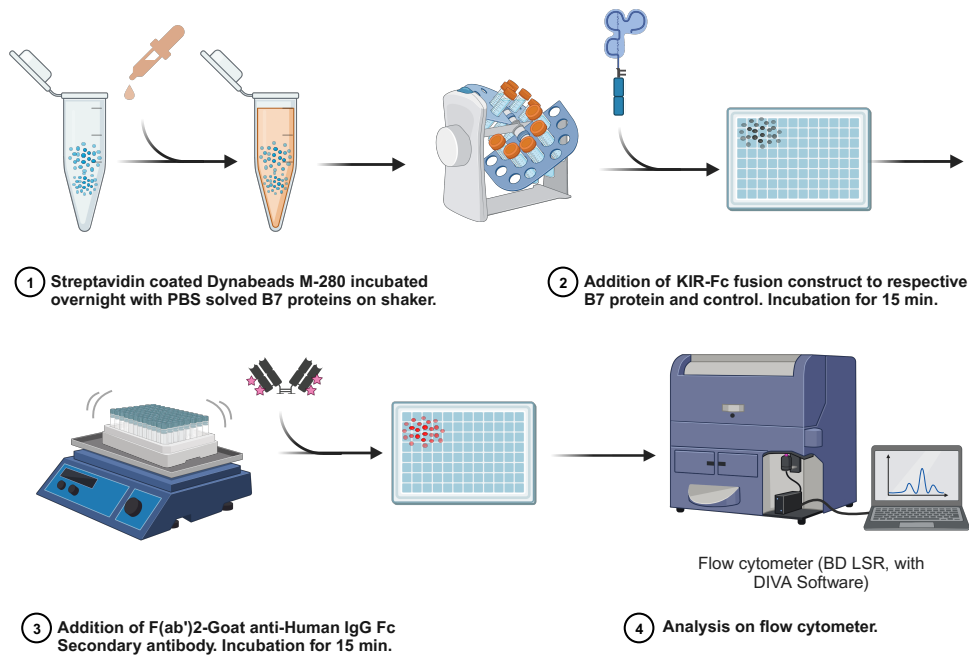 1 Streptavidin coated Dynabeads M-280 incubated
overnight with PBS solved B7 proteins on shaker.
2 Addition of KIR-Fc fusion construct to respective
B7 protein and control. Incubation for 15 min.
Flow cytometer (BD LSR, with
DIVA Software)
3 Addition of F(ab')2-Goat anti-Human IgG Fc
Secondary antibody. Incubation for 15 min.
4 Analysis on flow cytometer.